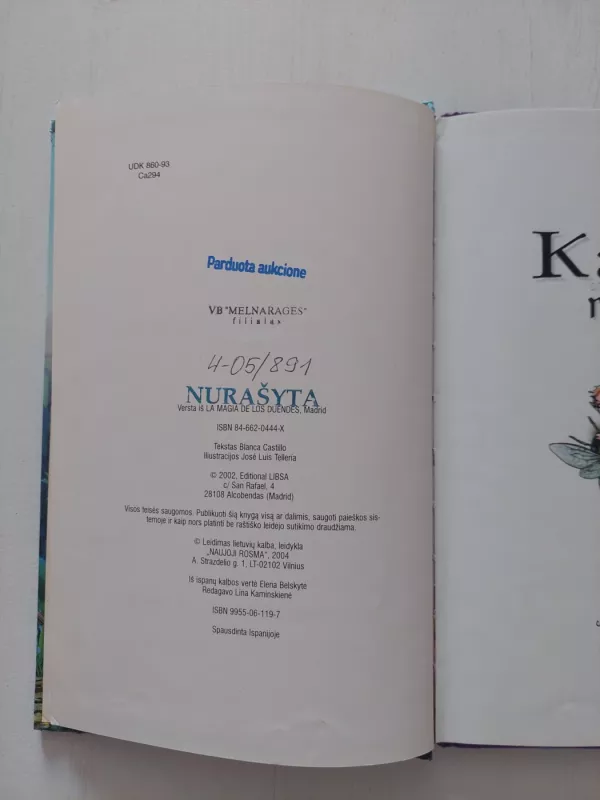 UDK 860-93
Ca294
Parduota aukcione
VB "MELNARAGĖS"
filialas
4-05/891
NURAŠYTA
Versta iš LA MAGIA DE LOS DUENDES, Madrid
ISBN 84-662-0444-X
Tekstas Bianca Castillo
Iliustracijos José Luis Telleria
© 2002, Editional LIBSA
c/ San Rafael, 4
28108 Alcobendas (Madrid)
Visos teisės saugomos. Publikuoti šią knygą visą ar dalimis, saugoti paieškos sis-
temoje ir kaip nors platinti be raštiško leidėjo sutikimo draudžiama.
© Leidimas lietuvių kalba, leidykla
„NAUJOJI ROSMA", 2004
A. Strazdelio g. 1, LT-02102 Vilnius
Iš ispanų kalbos vertė Elena Belskytė
Redagavo Lina Kaminskienė
ISBN 9955-06-119-7
Spausdinta Ispanijoje